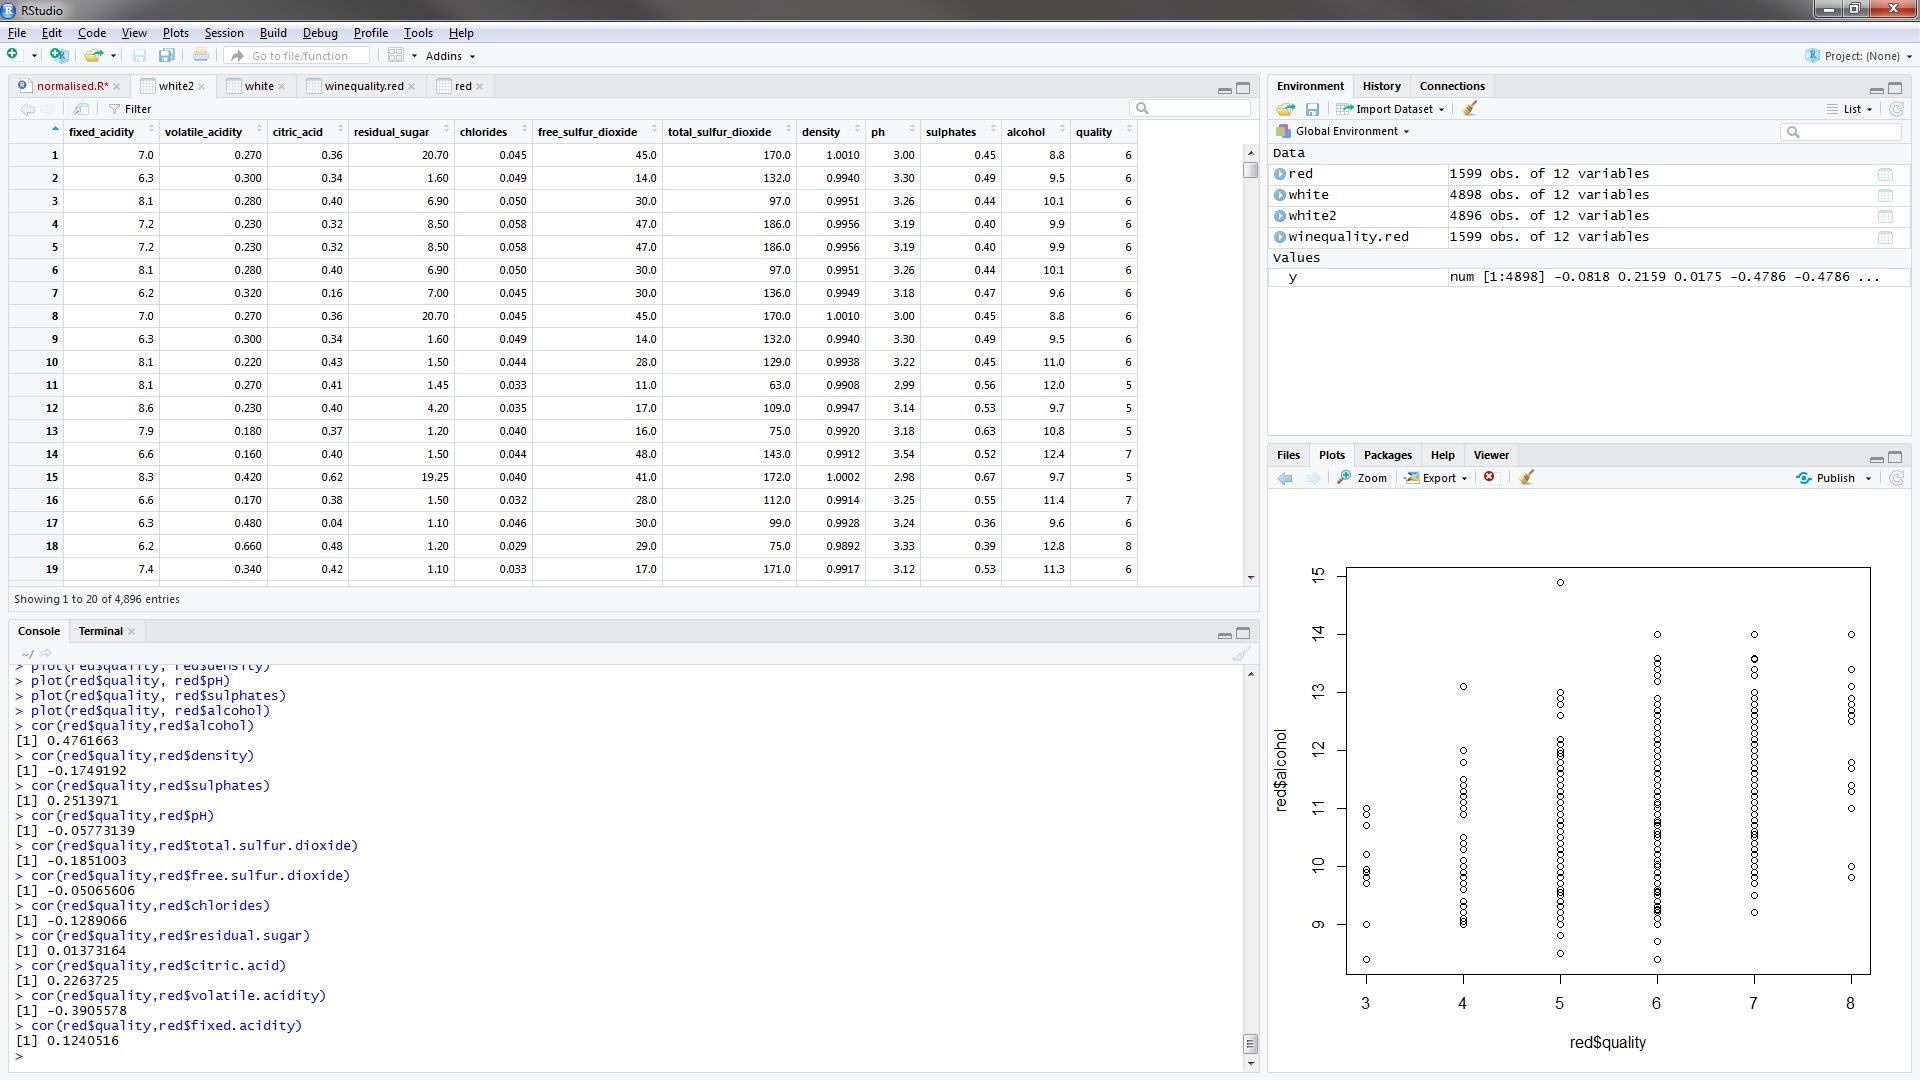 RStudio
File Edit Code View Plots Session Build Debug Profile Tools Help
Go to file/function Addins Project: (None)
normalised.R* white2 white winequality.red red
Filter
fixed_acidity volatile_acidity citric_acid residual_sugar chlorides free_sulfur_dioxide total_sulfur_dioxide density ph sulphates alcohol quality
1 7.0 0.270 0.36 20.70 0.045 45.0 170.0 1.0010 3.00 0.45 8.8 6
2 6.3 0.300 0.34 1.60 0.049 14.0 132.0 0.9940 3.30 0.49 9.5 6
3 8.1 0.280 0.40 6.90 0.050 30.0 97.0 0.9951 3.26 0.44 10.1 6
4 7.2 0.230 0.32 8.50 0.058 47.0 186.0 0.9956 3.19 0.40 9.9 6
5 7.2 0.230 0.32 8.50 0.058 47.0 186.0 0.9956 3.19 0.40 9.9 6
6 8.1 0.280 0.40 6.90 0.050 30.0 97.0 0.9951 3.26 0.44 10.1 6
7 6.2 0.320 0.16 7.00 0.045 30.0 136.0 0.9949 3.18 0.47 9.6 6
8 7.0 0.270 0.36 20.70 0.045 45.0 170.0 1.0010 3.00 0.45 8.8 6
9 6.3 0.300 0.34 1.60 0.049 14.0 132.0 0.9940 3.30 0.49 9.5 6
10 8.1 0.220 0.43 1.50 0.044 28.0 129.0 0.9938 3.22 0.45 11.0 6
11 8.1 0.270 0.41 1.45 0.033 11.0 63.0 0.9908 2.99 0.56 12.0 5
12 8.6 0.230 0.40 4.20 0.035 17.0 109.0 0.9947 3.14 0.53 9.7 5
13 7.9 0.180 0.37 1.20 0.040 16.0 75.0 0.9920 3.18 0.63 10.8 5
14 6.6 0.160 0.40 1.50 0.044 48.0 143.0 0.9912 3.54 0.52 12.4 7
15 8.3 0.420 0.62 19.25 0.040 41.0 172.0 1.0002 2.98 0.67 9.7 5
16 6.6 0.170 0.38 1.50 0.032 28.0 112.0 0.9914 3.25 0.55 11.4 7
17 6.3 0.480 0.04 1.10 0.046 30.0 99.0 0.9928 3.24 0.36 9.6 6
18 6.2 0.660 0.48 1.20 0.029 29.0 75.0 0.9892 3.33 0.39 12.8 8
19 7.4 0.340 0.42 1.10 0.033 17.0 171.0 0.9917 3.12 0.53 11.3 6
Showing 1 to 20 of 4,896 entries
Console Terminal
~/
> plot(red$quality, red$density)
> plot(red$quality, red$pH)
> plot(red$quality, red$sulphates)
> plot(red$quality, red$alcohol)
> cor(red$quality,red$alcohol)
[1] 0.4761663
> cor(red$quality,red$density)
[1] -0.1749192
> cor(red$quality,red$sulphates)
[1] 0.2513971
> cor(red$quality,red$pH)
[1] -0.05773139
> cor(red$quality,red$total.sulfur.dioxide)
[1] -0.1851003
> cor(red$quality,red$free.sulfur.dioxide)
[1] -0.05065606
> cor(red$quality,red$chlorides)
[1] -0.1289066
> cor(red$quality,red$residual.sugar)
[1] 0.01373164
> cor(red$quality,red$citric.acid)
[1] 0.2263725
> cor(red$quality,red$volatile.acidity)
[1] -0.3905578
> cor(red$quality,red$fixed.acidity)
[1] 0.1240516
>
Environment History Connections
Import Dataset List
Global Environment
Data
red 1599 obs. of 12 variables
white 4898 obs. of 12 variables
white2 4896 obs. of 12 variables
winequality.red 1599 obs. of 12 variables
Values
y num [1:4898] -0.0818 0.2159 0.0175 -0.4786 -0.4786 ...
Files Plots Packages Help Viewer
Zoom Export Publish
15
14
13
12
11
10
9
red$alcohol
3 4 5 6 7 8
red$quality